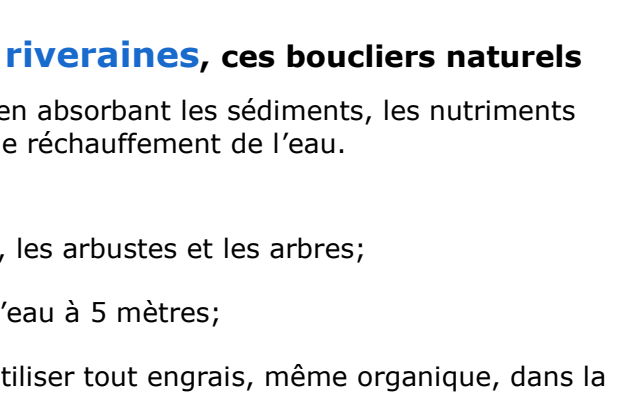 riveraines, ces boucliers naturels
en absorbant les sédiments, les nutriments
e réchauffement de l’eau.
, les arbustes et les arbres;
’eau à 5 mètres;
tiliser tout engrais, même organique, dans la